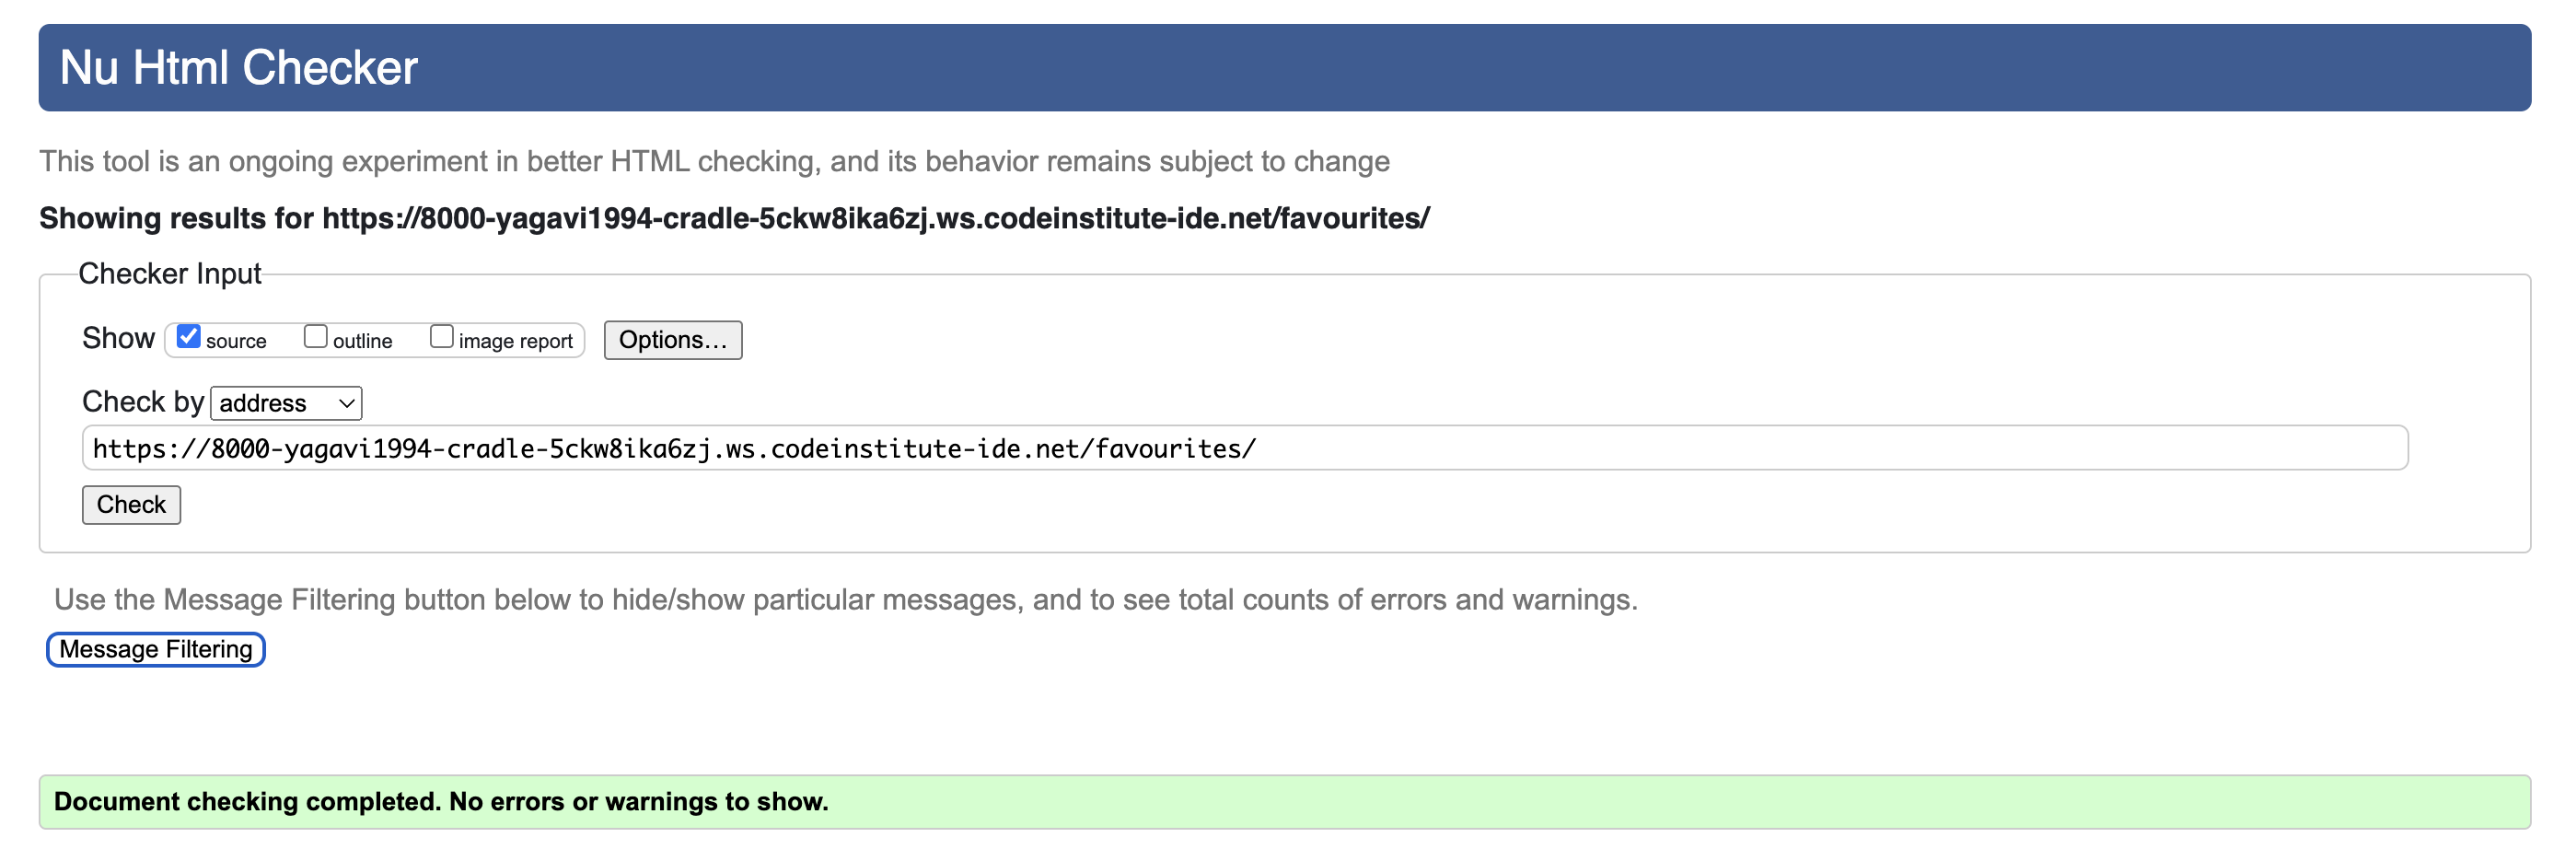 Nu Html Checker
This tool is an ongoing experiment in better HTML checking, and its behavior remains subject to change
Showing results for https://8000-yagavi1994-cradle-5ckw8ika6zj.ws.codeinstitute-ide.net/favourites/
Checker Input
Show source outline image report Options...
Check by address
https://8000-yagavi1994-cradle-5ckw8ika6zj.ws.codeinstitute-ide.net/favourites/
Check
Use the Message Filtering button below to hide/show particular messages, and to see total counts of errors and warnings.
Message Filtering
Document checking completed. No errors or warnings to show.